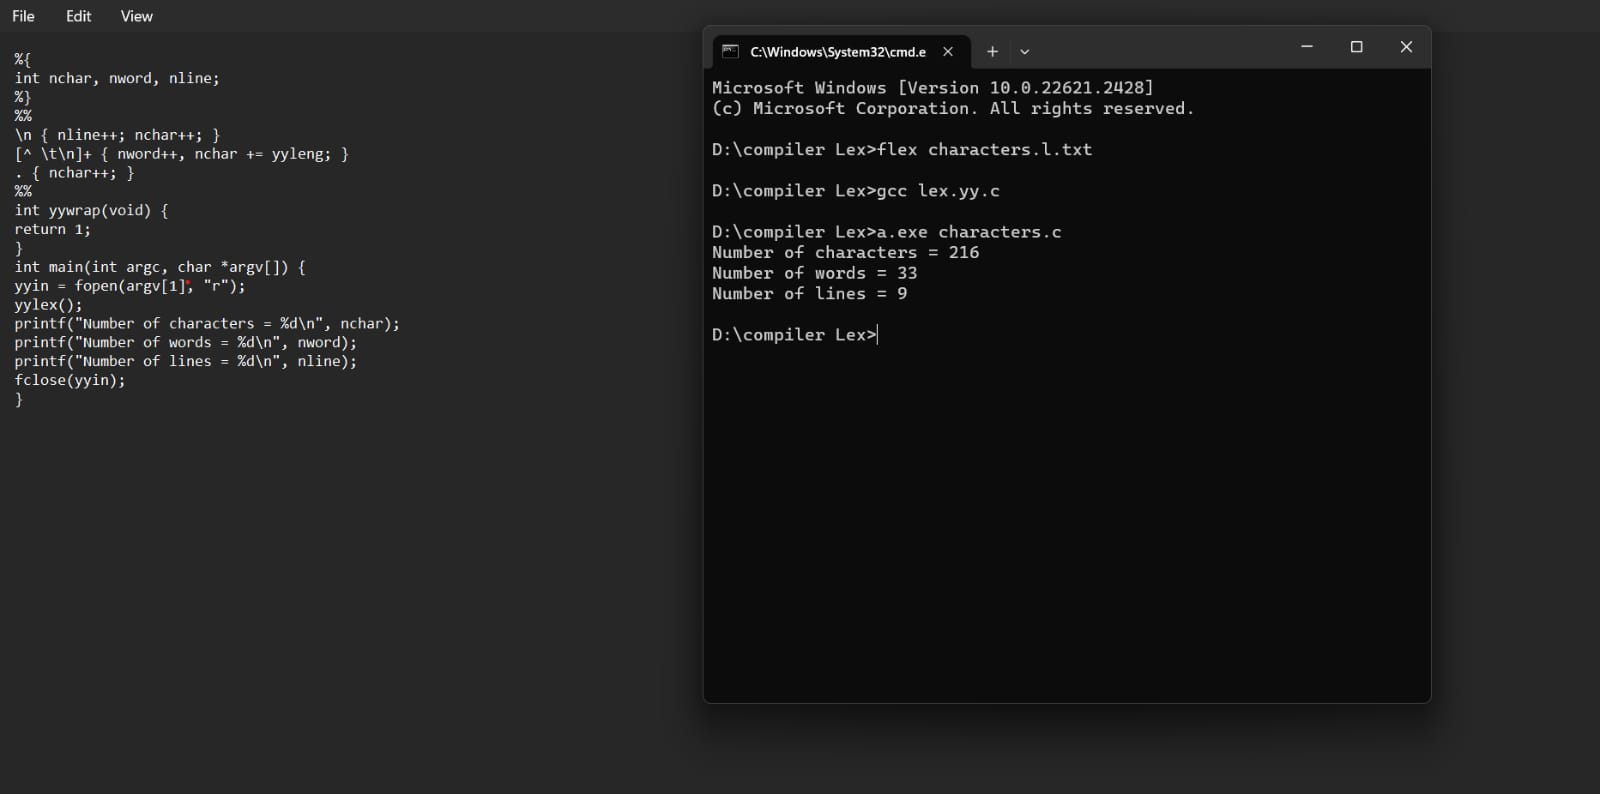 File Edit View
%{
int nchar, nword, nline;
%}
%%
\n { nline++; nchar++; }
[^ \t\n]+ { nword++, nchar += yyleng; }
. { nchar++; }
%%
int yywrap(void) {
return 1;
}
int main(int argc, char *argv[]) {
yyin = fopen(argv[1], "r");
yylex();
printf("Number of characters = %d\n", nchar);
printf("Number of words = %d\n", nword);
printf("Number of lines = %d\n", nline);
fclose(yyin);
}
C:\Windows\System32\cmd.e
Microsoft Windows [Version 10.0.22621.2428]
(c) Microsoft Corporation. All rights reserved.
D:\compiler Lex>flex characters.l.txt
D:\compiler Lex>gcc lex.yy.c
D:\compiler Lex>a.exe characters.c
Number of characters = 216
Number of words = 33
Number of lines = 9
D:\compiler Lex>